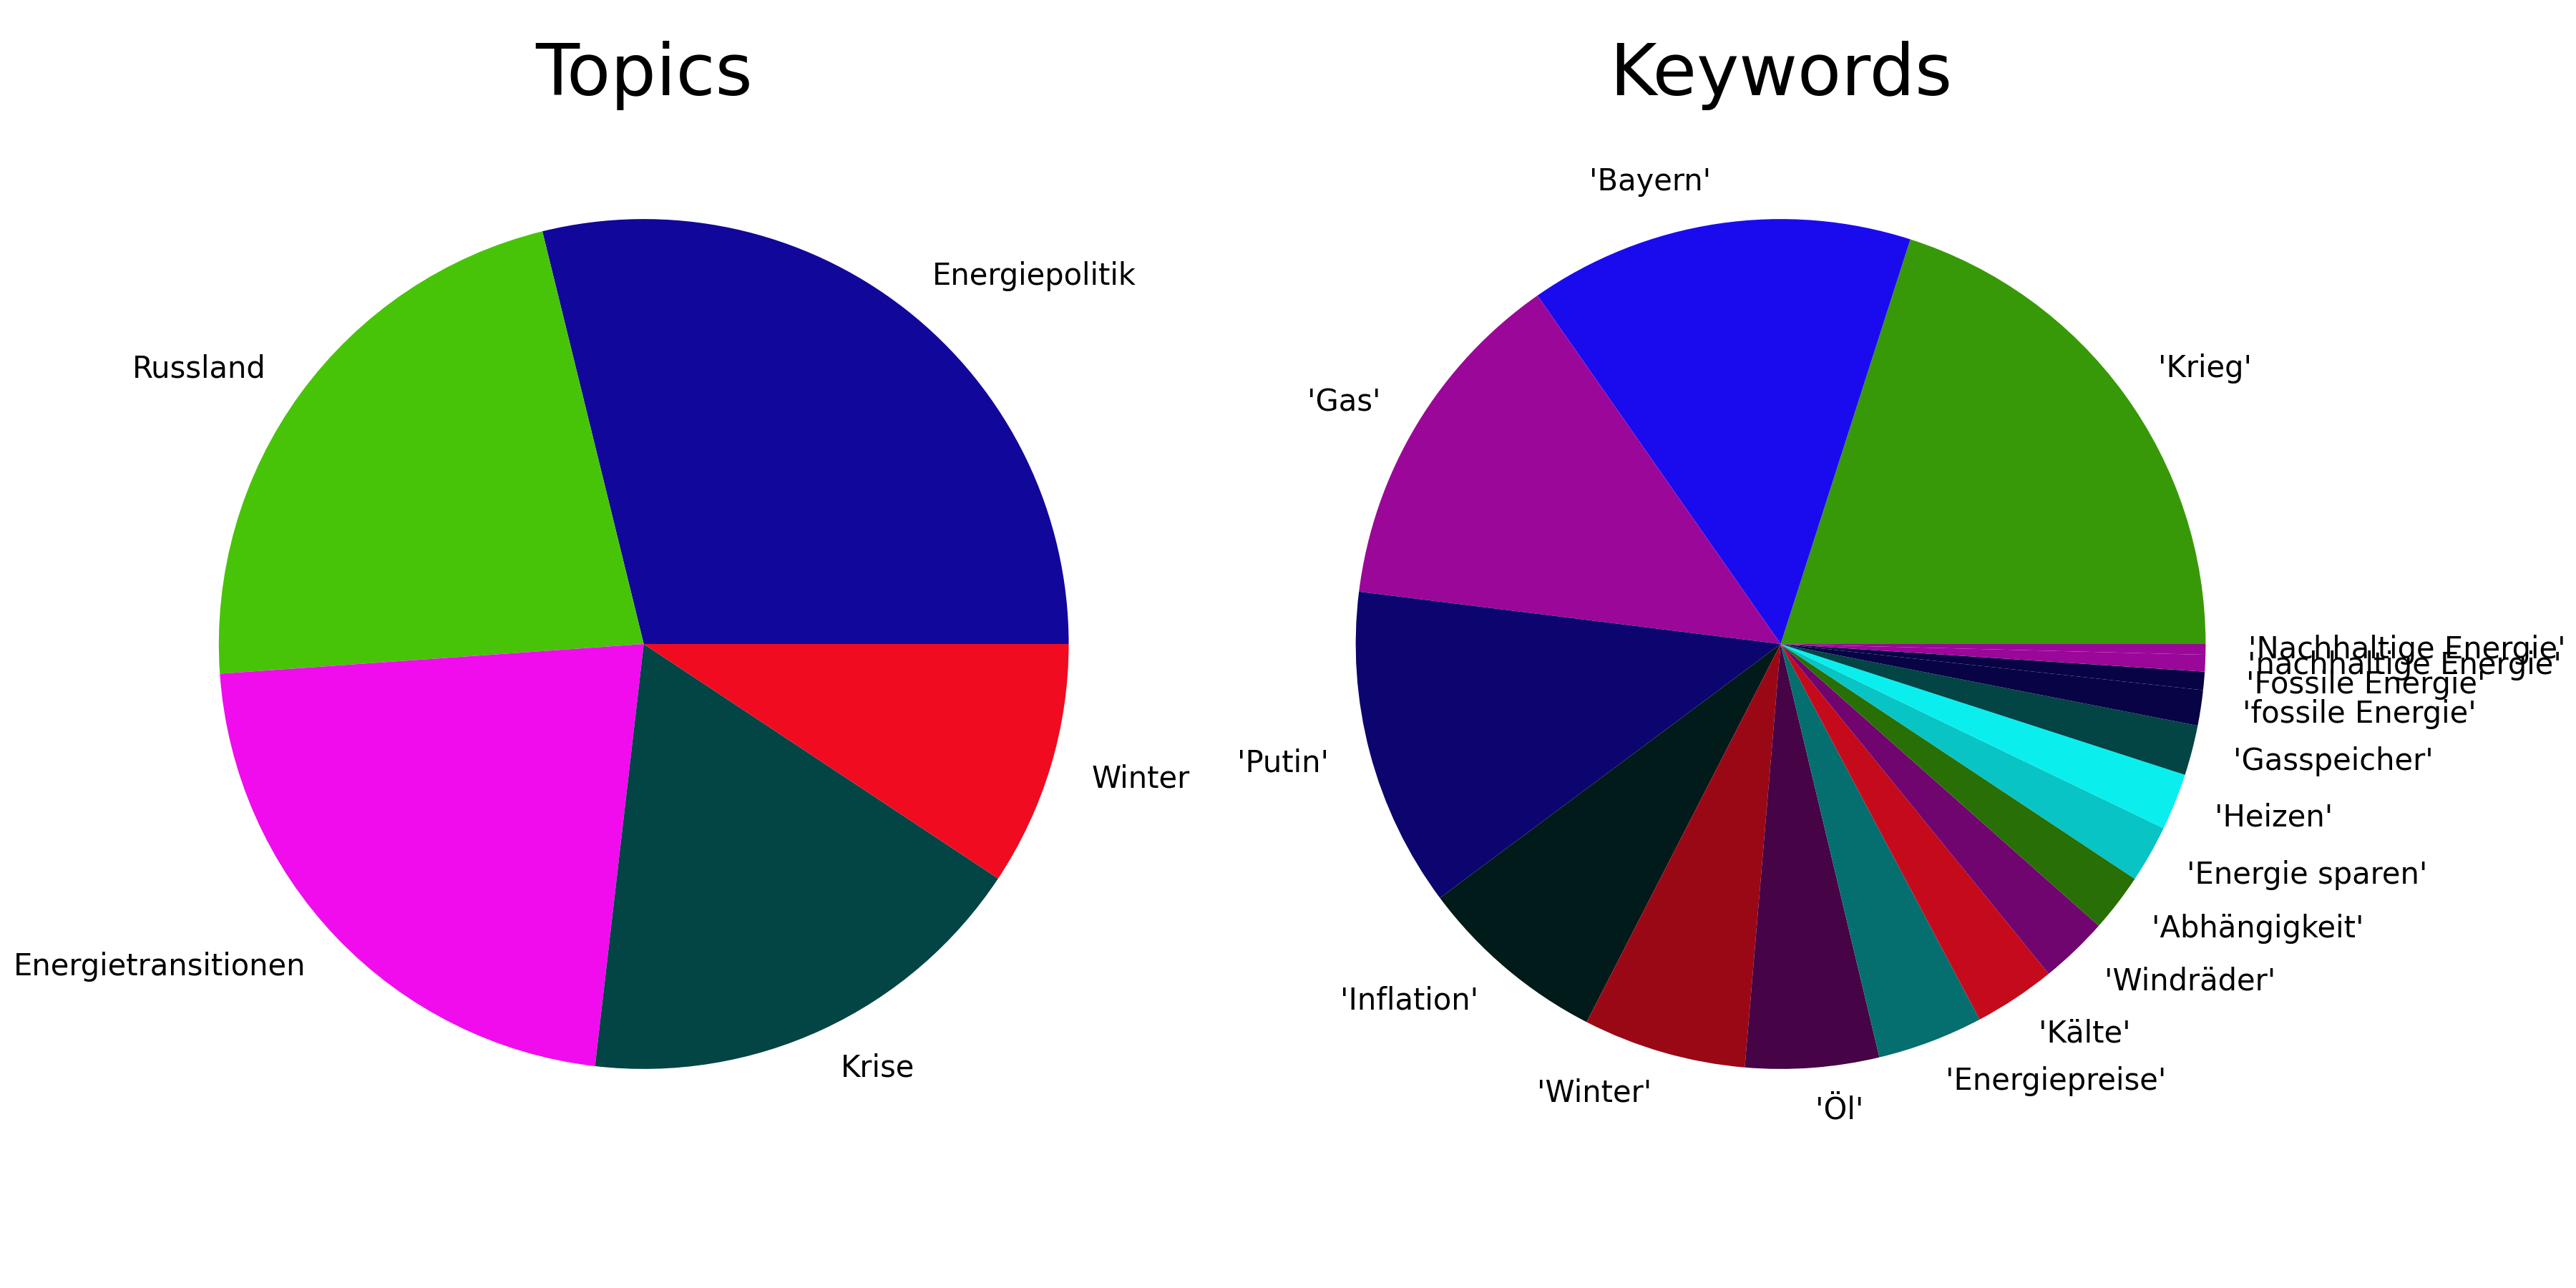 Topics
Energiepolitik
Russland
Energietransitionen
Krise
Winter
Keywords
'Krieg'
'Bayern'
'Gas'
'Putin'
'Inflation'
'Winter'
'Öl'
'Energiepreise'
'Kälte'
'Windräder'
'Abhängigkeit'
'Energie sparen'
'Heizen'
'Gasspeicher'
'fossile Energie'
'Fossile Energie'
'nachhaltige Energie'
'Nachhaltige Energie'